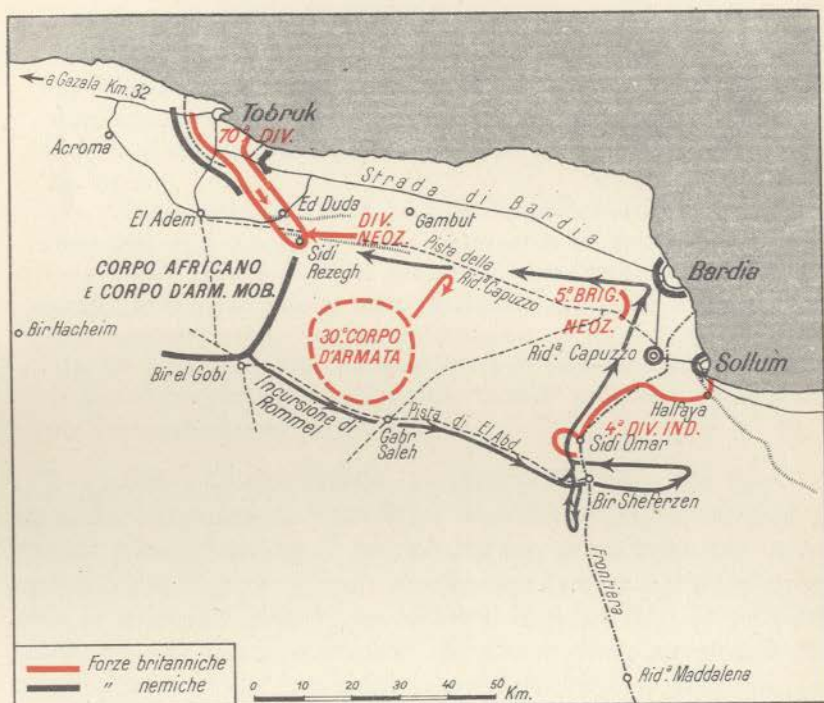 a Gazala Km. 32
Tobruk
70ª DIV.
Acroma
Strada di Bardia
El Adem
Ed Duda
Gambut
DIV.
NEOZ.
Sidi
Rezegh
Pista della
Ridª. Capuzzo
Bardia
CORPO AFRICANO
E CORPO D'ARM. MOB.
5ª BRIG.
NEOZ.
Bir Hacheim
30° CORPO
D'ARMATA
Ridª. Capuzzo
Sollum
Bir el Gobi
Incursione di
Rommel
Halfaya
Pista di El Abd
4ª DIV. IND.
Gabr
Saleh
Sidi Omar
Bir Sheferzen
Frontiera
Forze britanniche
" nemiche
Ridª. Maddalena
0 10 20 30 40 50 Km.